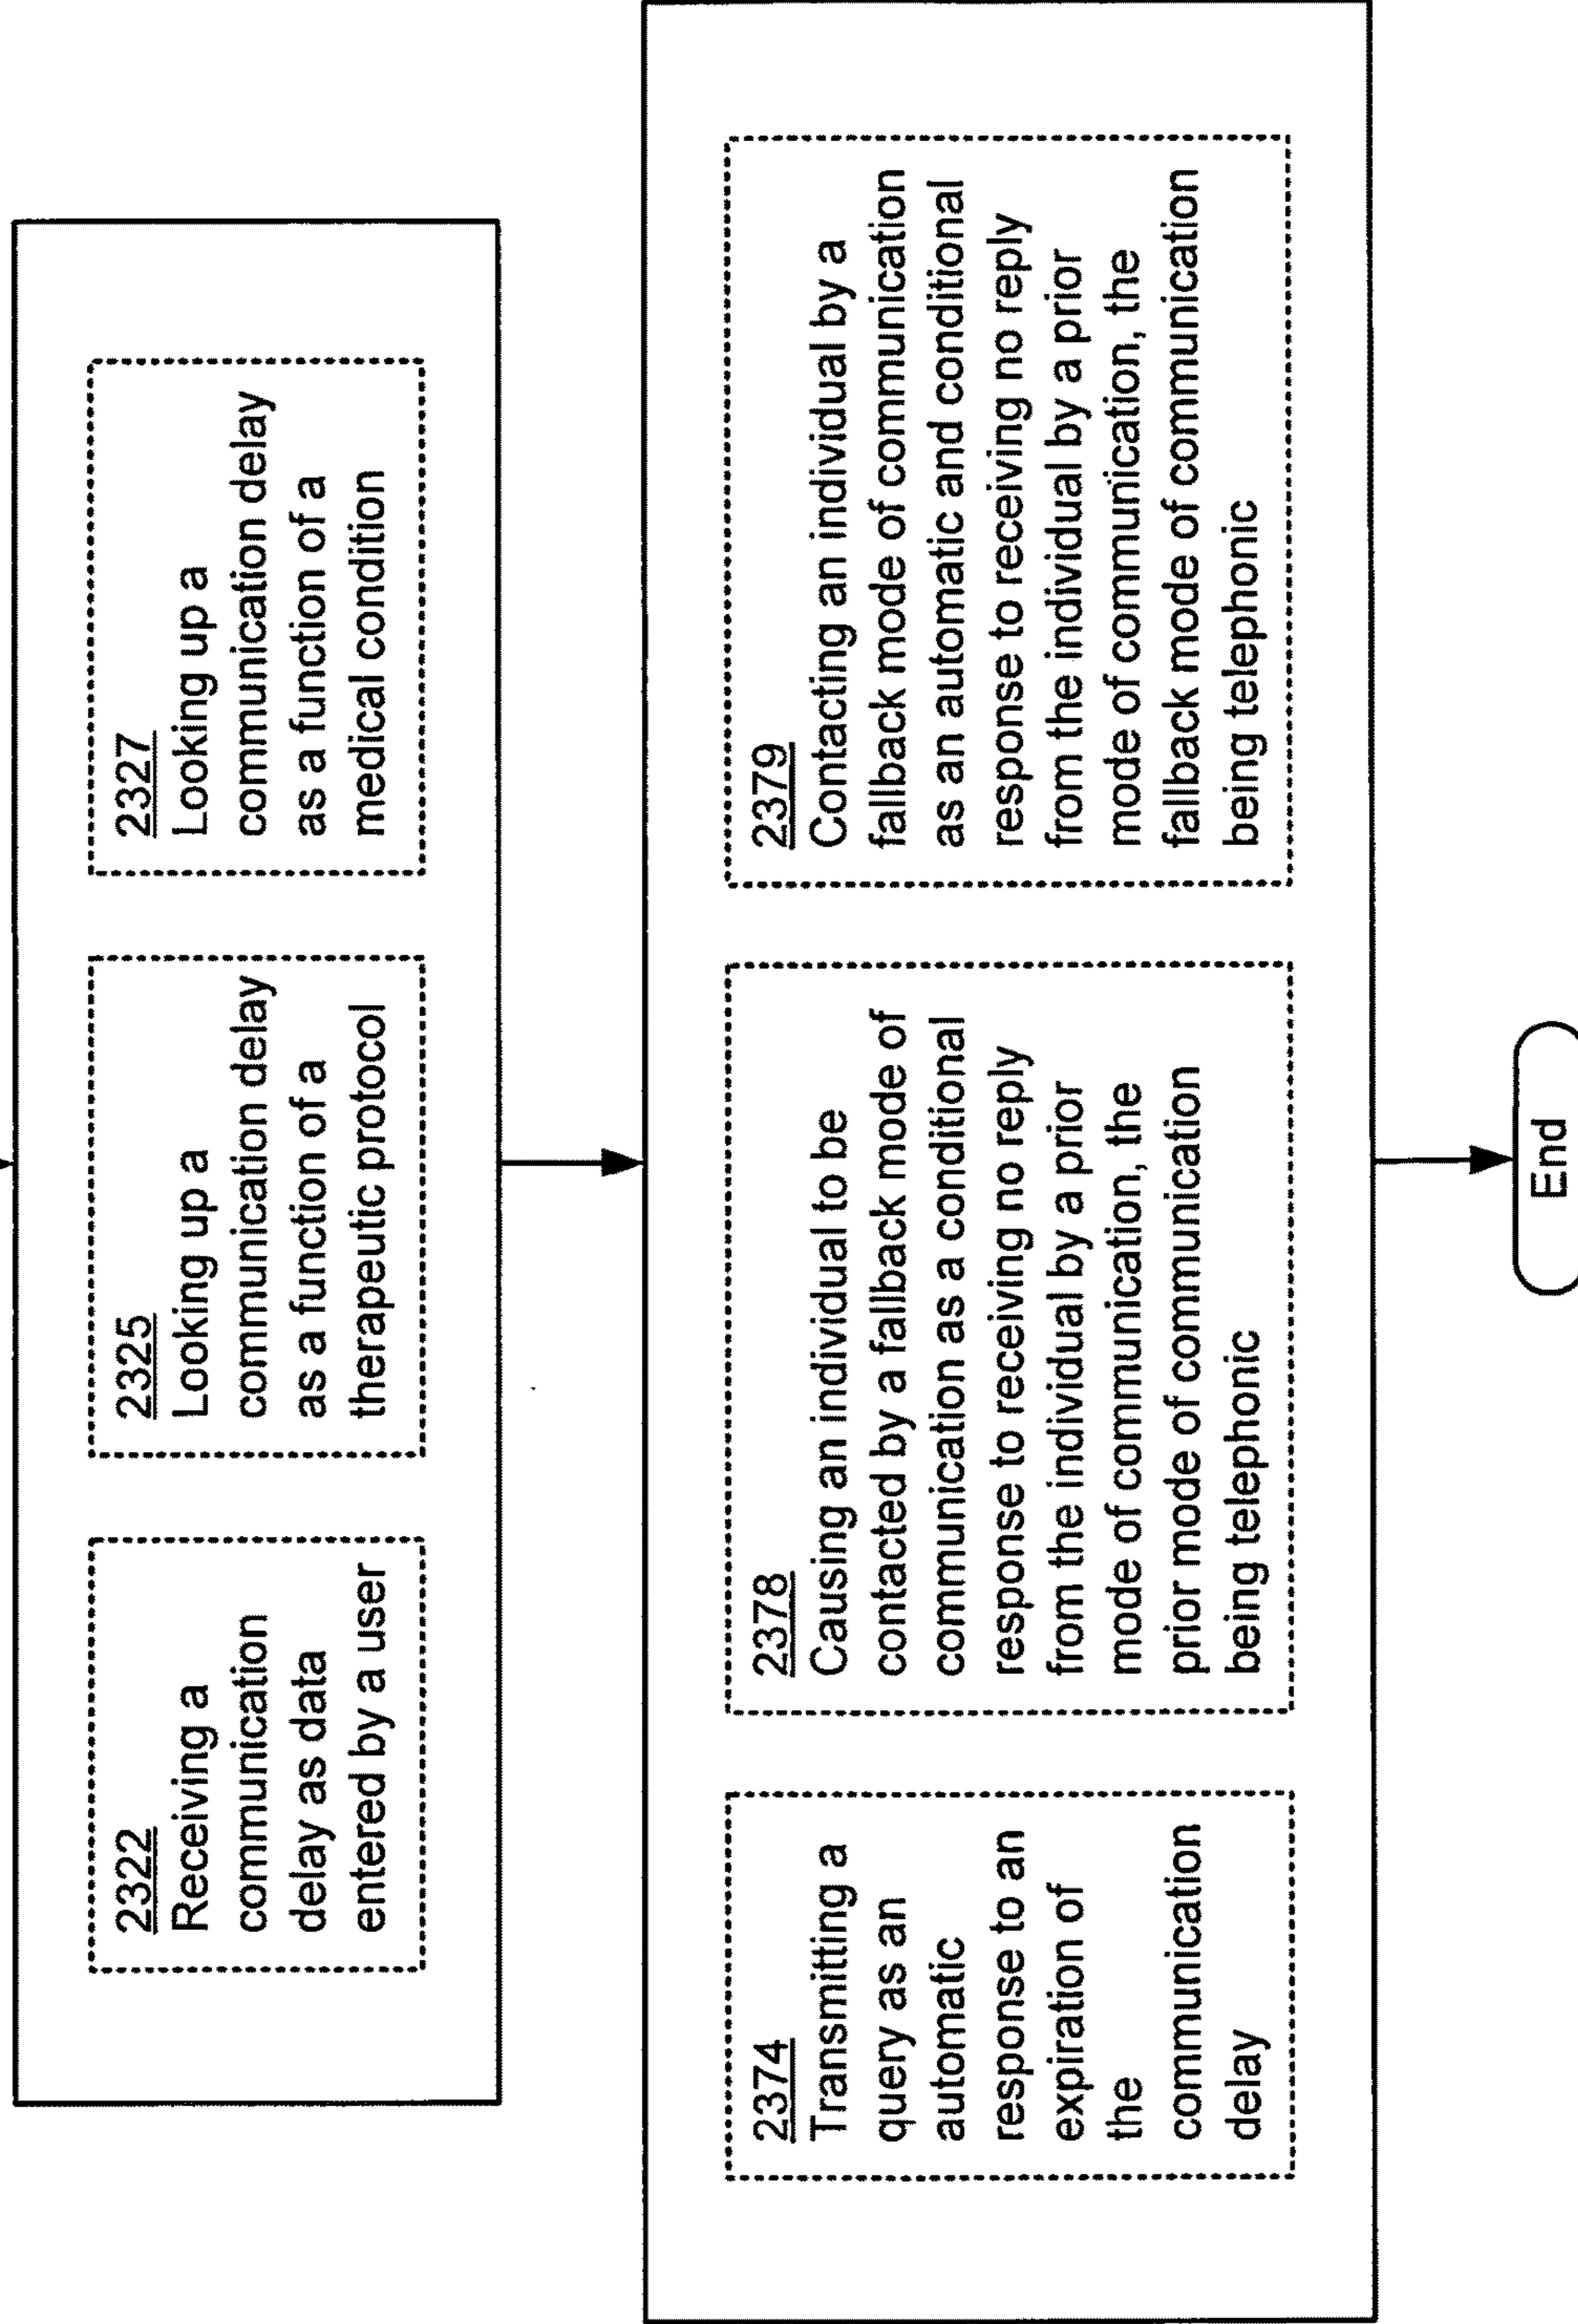 2322
Receiving a
communication
delay as data
entered by a user
2325
Looking up a
communication delay
as a function of a
therapeutic protocol
2327
Looking up a
communication delay
as a function of a
medical condition
2374
Transmitting a
query as an
automatic
response to an
expiration of
the
communication
delay
2378
Causing an individual to be
contacted by a fallback mode of
communication as a conditional
response to receiving no reply
from the individual by a prior
mode of communication, the
prior mode of communication
being telephonic
2379
Contacting an individual by a
fallback mode of communication
as an automatic and conditional
response to receiving no reply
from the individual by a prior
mode of communication, the
fallback mode of communication
being telephonic
End